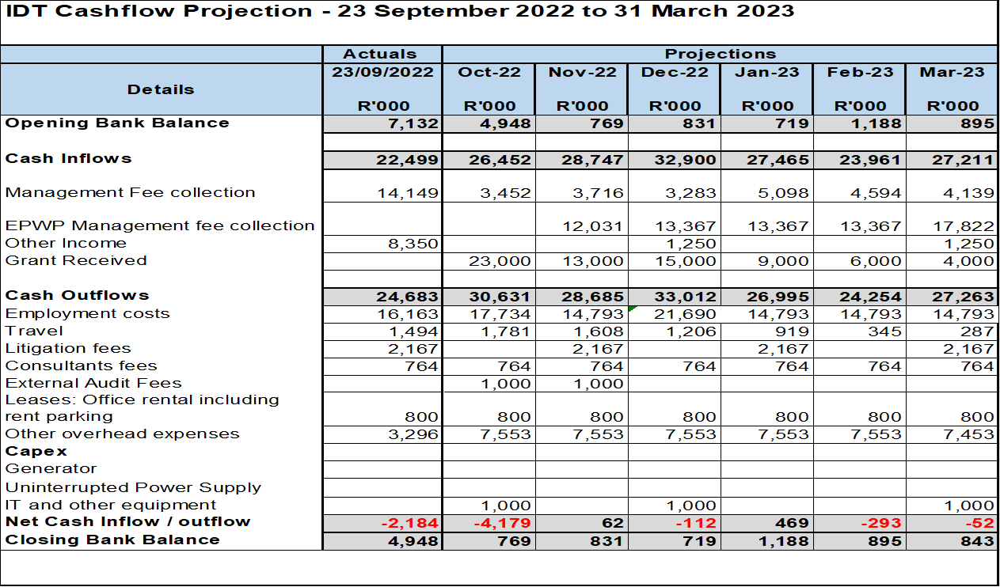 IDT Cashflow Projection - 23 September 2022 to 31 March 2023
Actuals Projections
23/09/2022 Oct-22 Nov-22 Dec-22 Jan-23 Feb-23 Mar-23
Details
R'000 R'000 R'000 R'000 R'000 R'000 R'000
Opening Bank Balance 7,132 4,948 769 831 719 1,188 895
Cash Inflows 22,499 26,452 28,747 32,900 27,465 23,961 27,211
Management Fee collection 14,149 3,452 3,716 3,283 5,098 4,594 4,139
EPWP Management fee collection 12,031 13,367 13,367 13,367 17,822
Other Income 8,350 1,250 1,250
Grant Received 23,000 13,000 15,000 9,000 6,000 4,000
Cash Outflows 24,683 30,631 28,685 33,012 26,995 24,254 27,263
Employment costs 16,163 17,734 14,793 21,690 14,793 14,793 14,793
Travel 1,494 1,781 1,608 1,206 919 345 287
Litigation fees 2,167 2,167 2,167 2,167
Consultants fees 764 764 764 764 764 764 764
External Audit Fees 1,000 1,000
Leases: Office rental including
rent parking 800 800 800 800 800 800 800
Other overhead expenses 3,296 7,553 7,553 7,553 7,553 7,553 7,453
Capex
Generator
Uninterrupted Power Supply
IT and other equipment 1,000 1,000 1,000
Net Cash Inflow / outflow -2,184 -4,179 62 -112 469 -293 -52
Closing Bank Balance 4,948 769 831 719 1,188 895 843